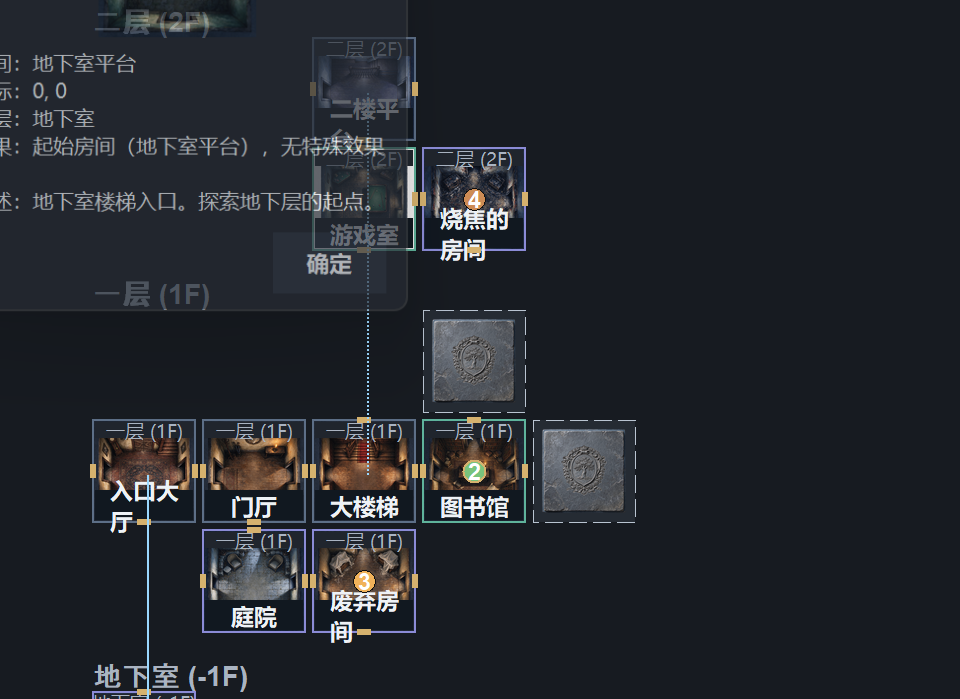 二层 (2F)
间：地下室平台
标：0, 0
层：地下室
果：起始房间（地下室平台），无特殊效果
述：地下室楼梯入口。探索地下层的起点。
确定
二层 (2F)
二楼平
台
二层 (2F)
游戏室
二层 (2F)
4
烧焦的
房间
一层 (1F)
一层 (1F)
入口大
厅
一层 (1F)
门厅
一层 (1F)
大楼梯
一层 (1F)
2
图书馆
一层 (1F)
庭院
一层 (1F)
3
废弃房
间
地下室 (-1F)